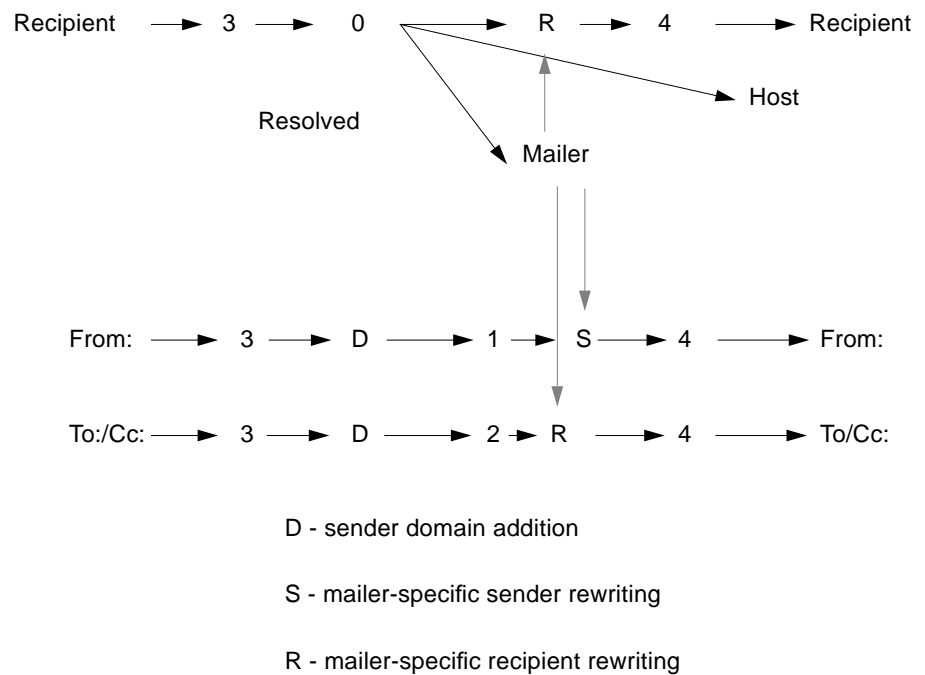 Recipient 3 0 R 4 Recipient
Host
Resolved
Mailer
From: 3 D 1 S 4 From:
To:/Cc: 3 D 2 R 4 To/Cc:
D - sender domain addition
S - mailer-specific sender rewriting
R - mailer-specific recipient rewriting